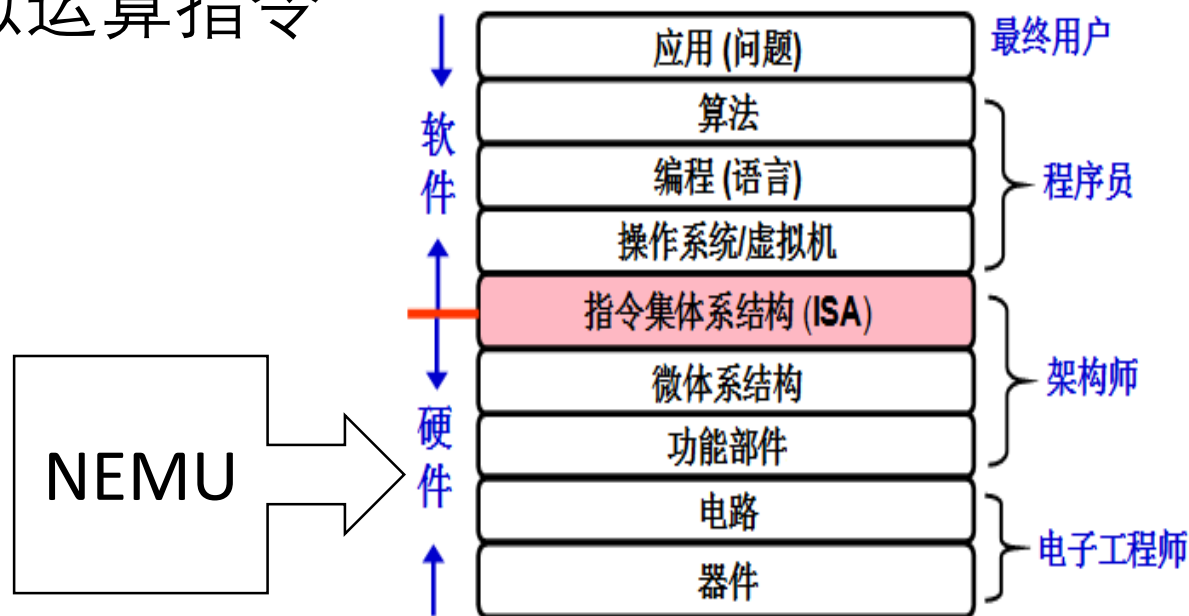 运算指令
应用 (问题)
最终用户
算法
软件
编程 (语言)
程序员
操作系统/虚拟机
指令集体系结构 (ISA)
微体系结构
架构师
硬件
功能部件
NEMU
电路
电子工程师
器件